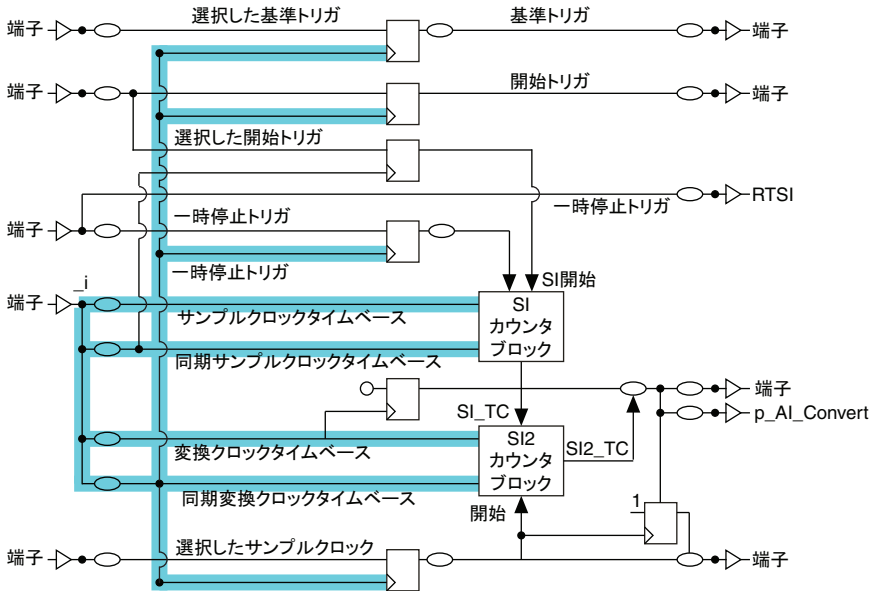 端子
選択した基準トリガ
基準トリガ
端子
端子
開始トリガ
端子
選択した開始トリガ
一時停止トリガ
RTSI
端子
一時停止トリガ
一時停止トリガ
_i
SI開始
端子
サンプルクロックタイムベース
SI
カウンタ
ブロック
同期サンプルクロックタイムベース
端子
SI_TC
p_AI_Convert
変換クロックタイムベース
SI2
カウンタ
ブロック
SI2_TC
同期変換クロックタイムベース
開始
1
端子
選択したサンプルクロック
端子